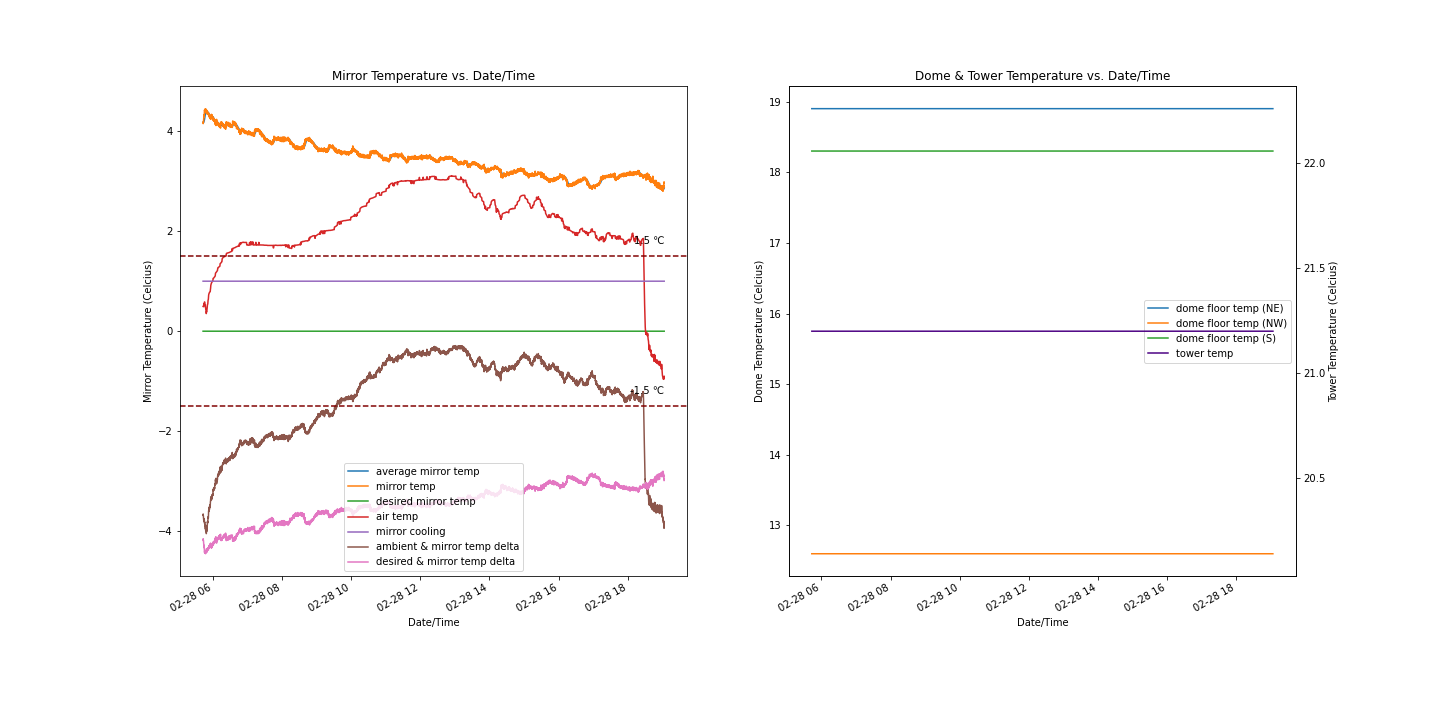 Mirror Temperature vs. Date/Time
Mirror Temperature (Celcius)
4
2
0
−2
−4
1.5 °C
-1.5 °C
average mirror temp
mirror temp
desired mirror temp
air temp
mirror cooling
ambient & mirror temp delta
desired & mirror temp delta
02-28 06
02-28 08
02-28 10
02-28 12
02-28 14
02-28 16
02-28 18
Date/Time
Dome & Tower Temperature vs. Date/Time
Dome Temperature (Celcius)
19
18
17
16
15
14
13
dome floor temp (NE)
dome floor temp (NW)
dome floor temp (S)
tower temp
22.0
21.5
21.0
20.5
Tower Temperature (Celcius)
02-28 06
02-28 08
02-28 10
02-28 12
02-28 14
02-28 16
02-28 18
Date/Time